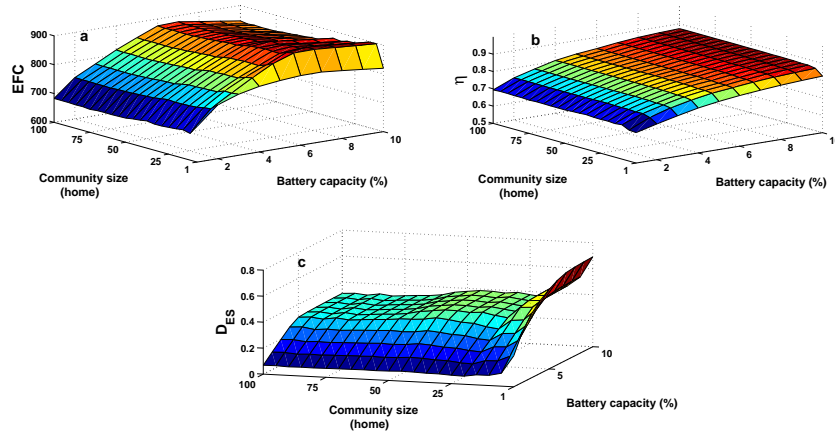 a
EFC
900
800
700
600
100
75
50
25
1
2
4
6
8
10
Community size
(home)
Battery capacity (%)
b
η
0.9
0.8
0.7
0.6
0.5
100
75
50
25
1
2
4
6
8
Community size
(home)
Battery capacity (%)
c
D_ES
0.8
0.6
0.4
0.2
0
100
75
50
25
1
5
10
Community size
(home)
Battery capacity (%)